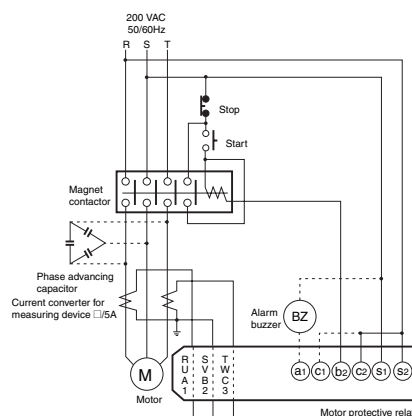 200 VAC
50/60Hz
R S T
Stop
Start
Magnet
contactor
Phase advancing
capacitor
Current converter for
measuring device □/5A
Alarm
buzzer
BZ
M
Motor
R S T
U V W
A B C
1 2 3
a1 c1 b2 c2 s1 s2
Motor protective rela